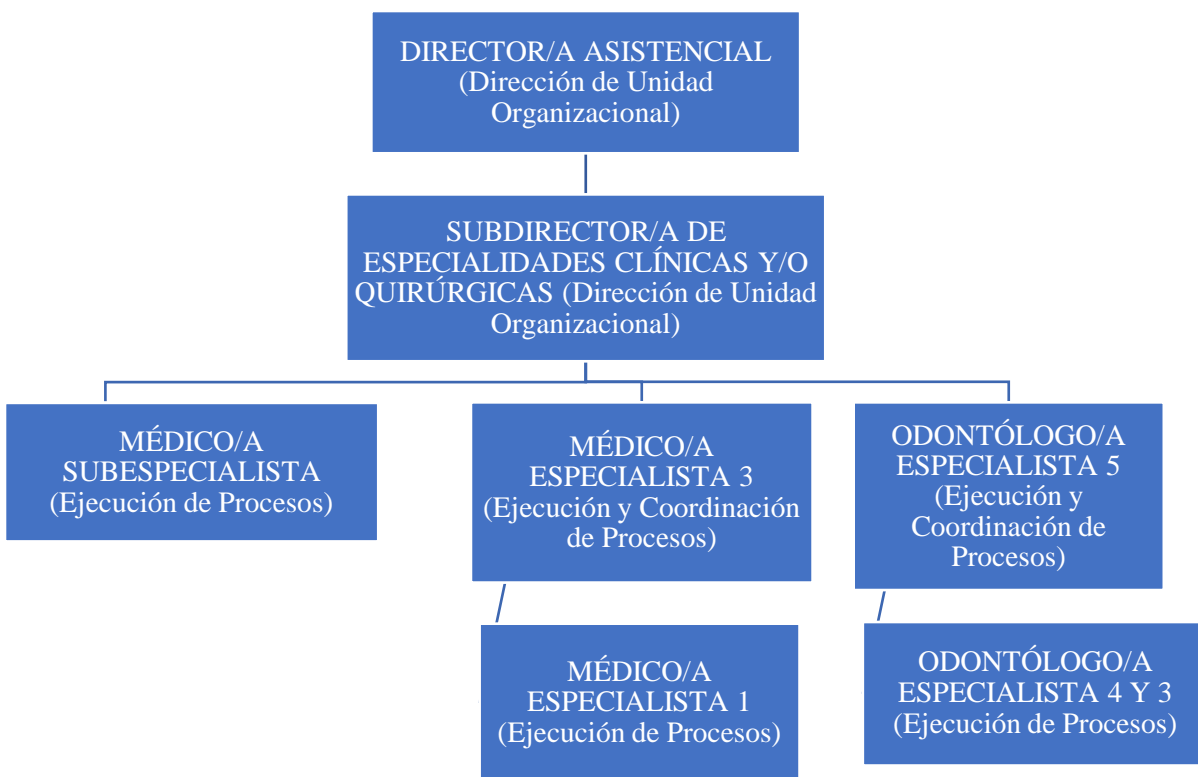 DIRECTOR/A ASISTENCIAL
(Dirección de Unidad
Organizacional)
SUBDIRECTOR/A DE
ESPECIALIDADES CLÍNICAS Y/O
QUIRÚRGICAS (Dirección de Unidad
Organizacional)
MÉDICO/A
SUBESPECIALISTA
(Ejecución de Procesos)
MÉDICO/A
ESPECIALISTA 3
(Ejecución y Coordinación
de Procesos)
ODONTÓLOGO/A
ESPECIALISTA 5
(Ejecución y
Coordinación de
Procesos)
MÉDICO/A
ESPECIALISTA 1
(Ejecución de Procesos)
ODONTÓLOGO/A
ESPECIALISTA 4 Y 3
(Ejecución de Procesos)